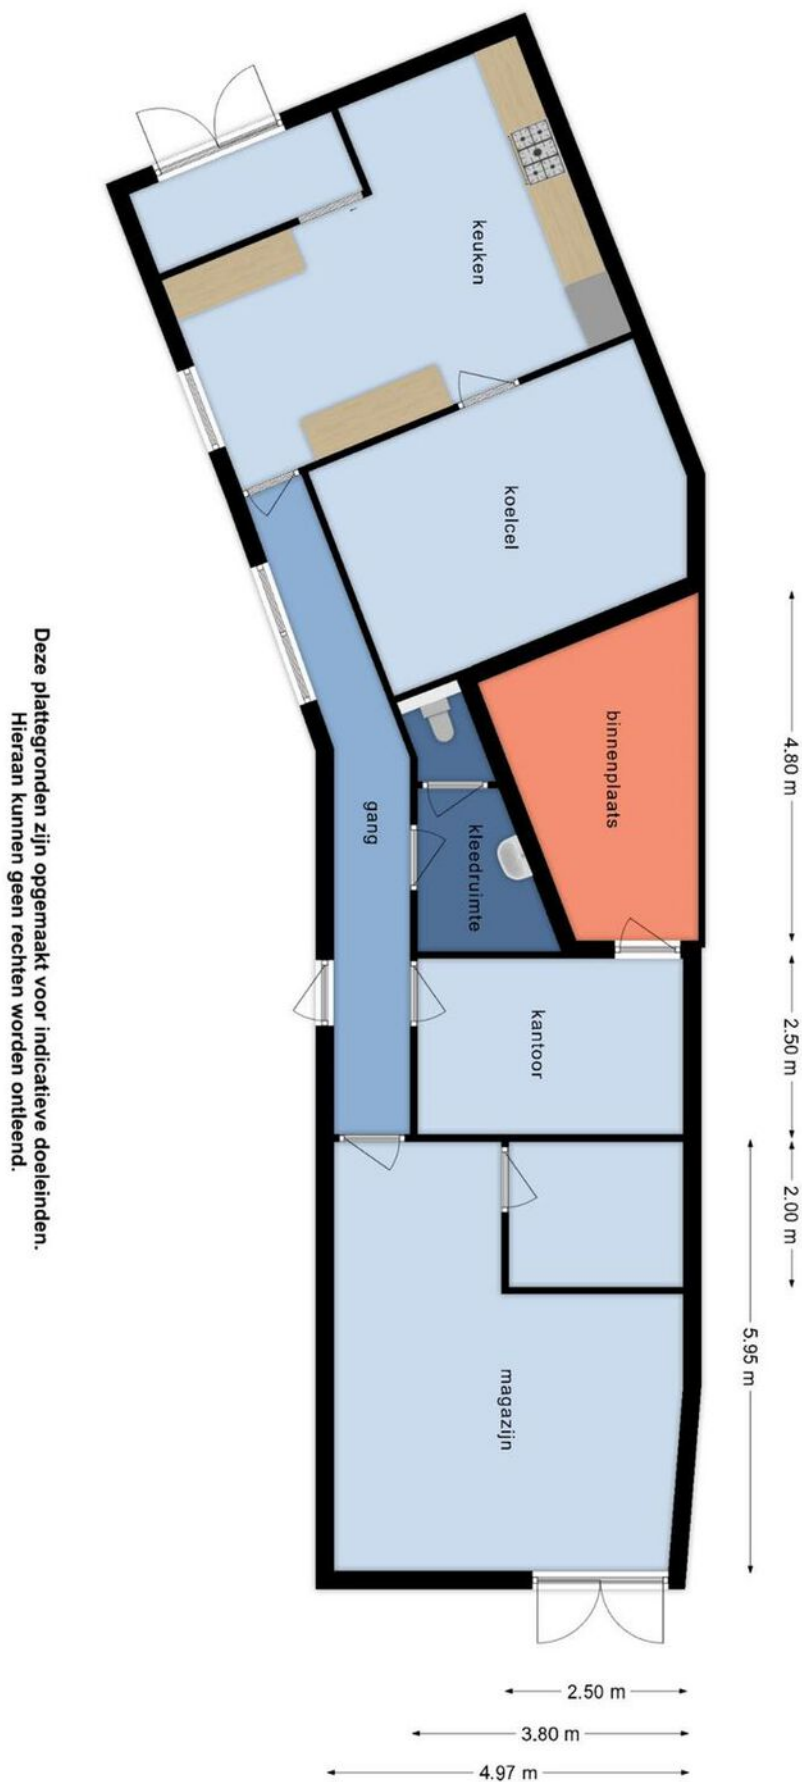 keuken
koelcel
binnenplaats
4.80 m
gang
kleedruimte
kantoor
2.50 m
2.00 m
5.95 m
magazijn
2.50 m
3.80 m
4.97 m
Deze plattegronden zijn opgemaakt voor indicatieve doeleinden.
Hieraan kunnen geen rechten worden ontleend.